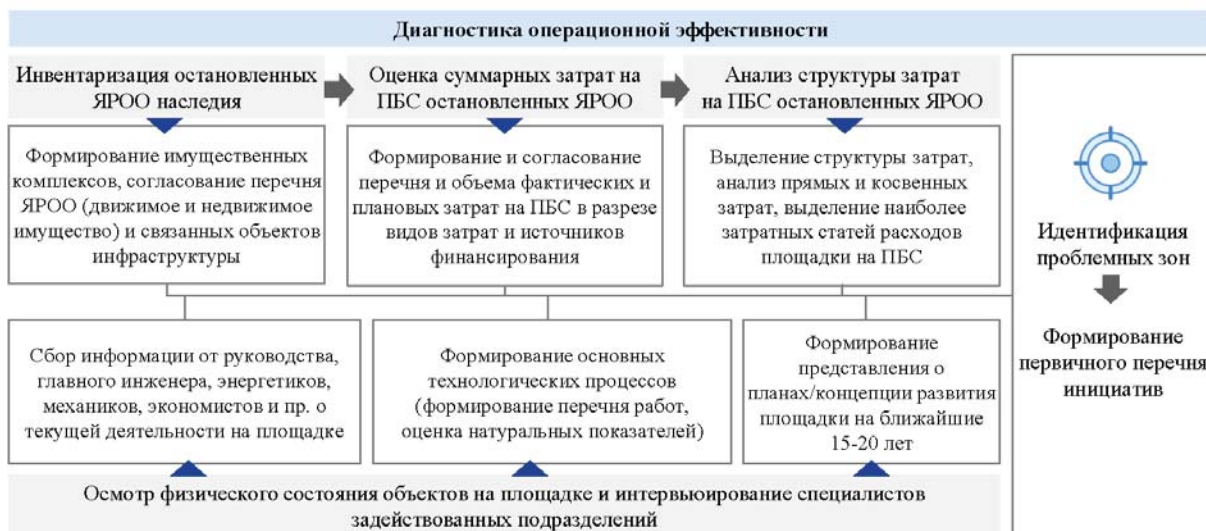 Диагностика операционной эффективности
Инвентаризация остановленных
ЯРОО наследия
Оценка суммарных затрат на
ПБС остановленных ЯРОО
Анализ структуры затрат
на ПБС остановленных ЯРОО
Формирование имущественных
комплексов, согласование перечня
ЯРОО (движимое и недвижимое
имущество) и связанных объектов
инфраструктуры
Формирование и согласование
перечня и объема фактических и
плановых затрат на ПБС в разрезе
видов затрат и источников
финансирования
Выделение структуры затрат,
анализ прямых и косвенных
затрат, выделение наиболее
затратных статей расходов
площадки на ПБС
Сбор информации от руководства,
главного инженера, энергетиков,
механиков, экономистов и пр. о
текущей деятельности на площадке
Формирование основных
технологических процессов
(формирование перечня работ,
оценка натуральных показателей)
Формирование
представления о
планах/концепции развития
площадки на ближайшие
15-20 лет
Осмотр физического состояния объектов на площадке и интервьюирование специалистов
задействованных подразделений
Идентификация
проблемных зон
Формирование
первичного перечня
инициатив